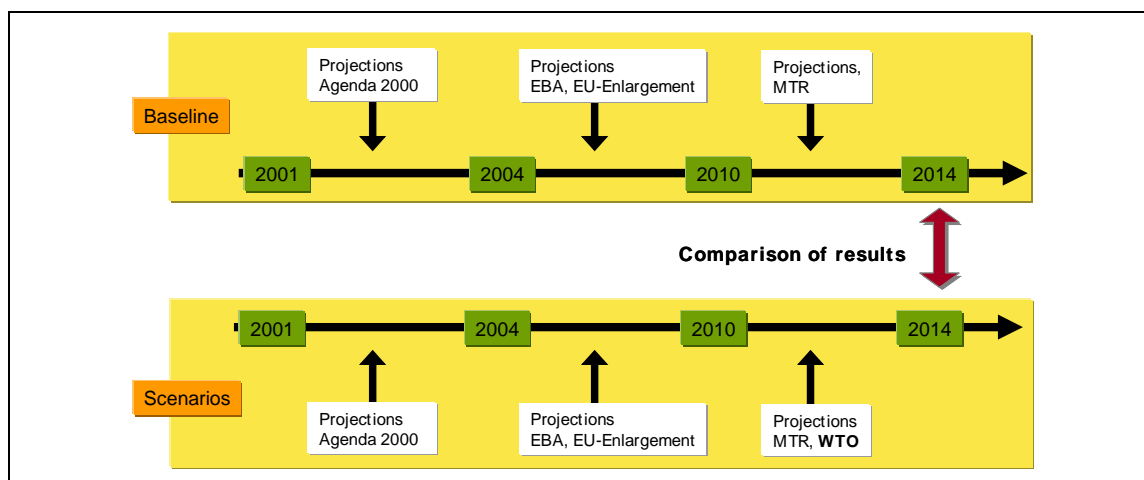 Projections
Agenda 2000
Projections
EBA, EU-Enlargement
Projections,
MTR
Baseline
2001
2004
2010
2014
Comparison of results
2001
2004
2010
2014
Scenarios
Projections
Agenda 2000
Projections
EBA, EU-Enlargement
Projections
MTR, WTO